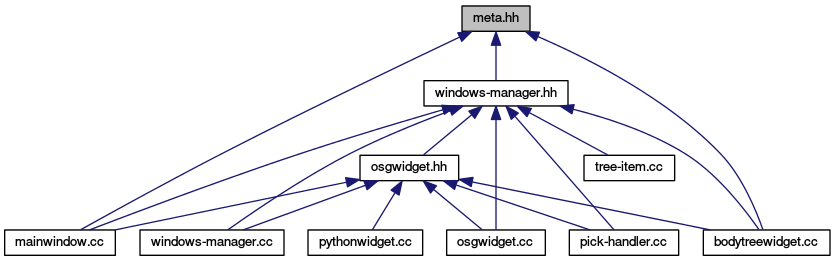 meta.hh
windows-manager.hh
osgwidget.hh
tree-item.cc
mainwindow.cc
windows-manager.cc
pythonwidget.cc
osgwidget.cc
pick-handler.cc
bodytreewidget.cc